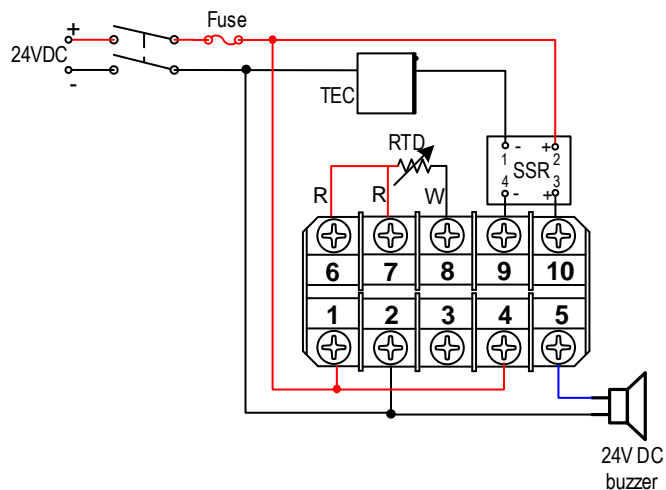 Fuse
+
24VDC
-
TEC
RTD
- +
1 2
SSR
4 3
- +
R R W
6 7 8 9 10
1 2 3 4 5
24V DC
buzzer